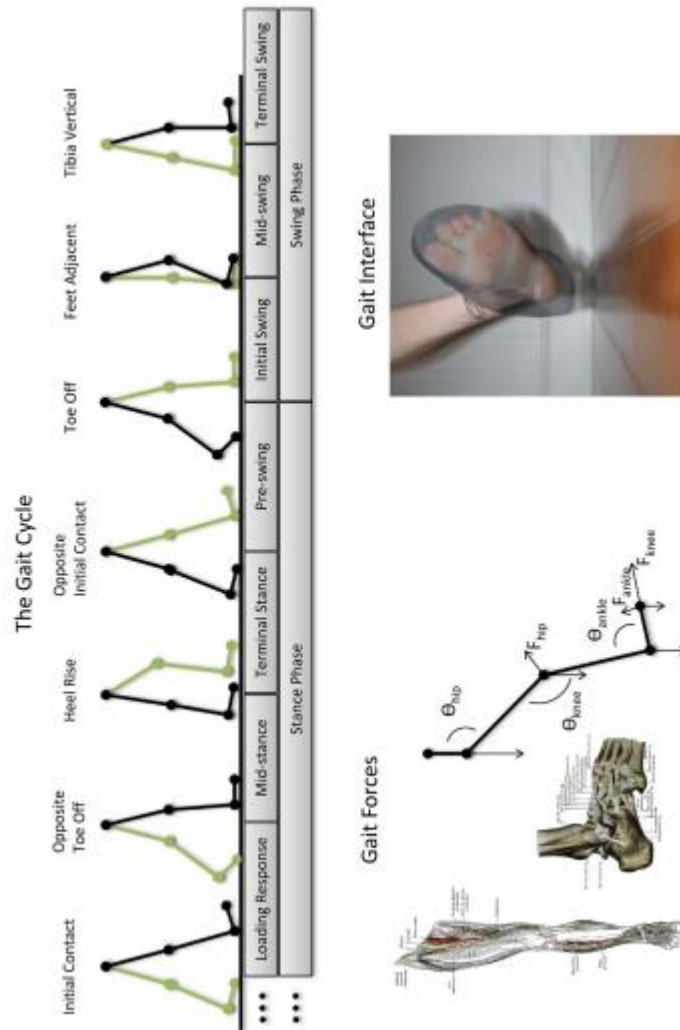 The Gait Cycle
Initial Contact
Opposite
Toe Off
Heel Rise
Opposite
Initial Contact
Toe Off
Feet Adjacent
Tibia Vertical
Loading Response
Mid-stance
Terminal Stance
Pre-swing
Initial Swing
Mid-swing
Terminal Swing
Stance Phase
Swing Phase
Gait Forces
Θhip
Fhip
Θknee
Θankle
Fankle
Fknee
Gait Interface